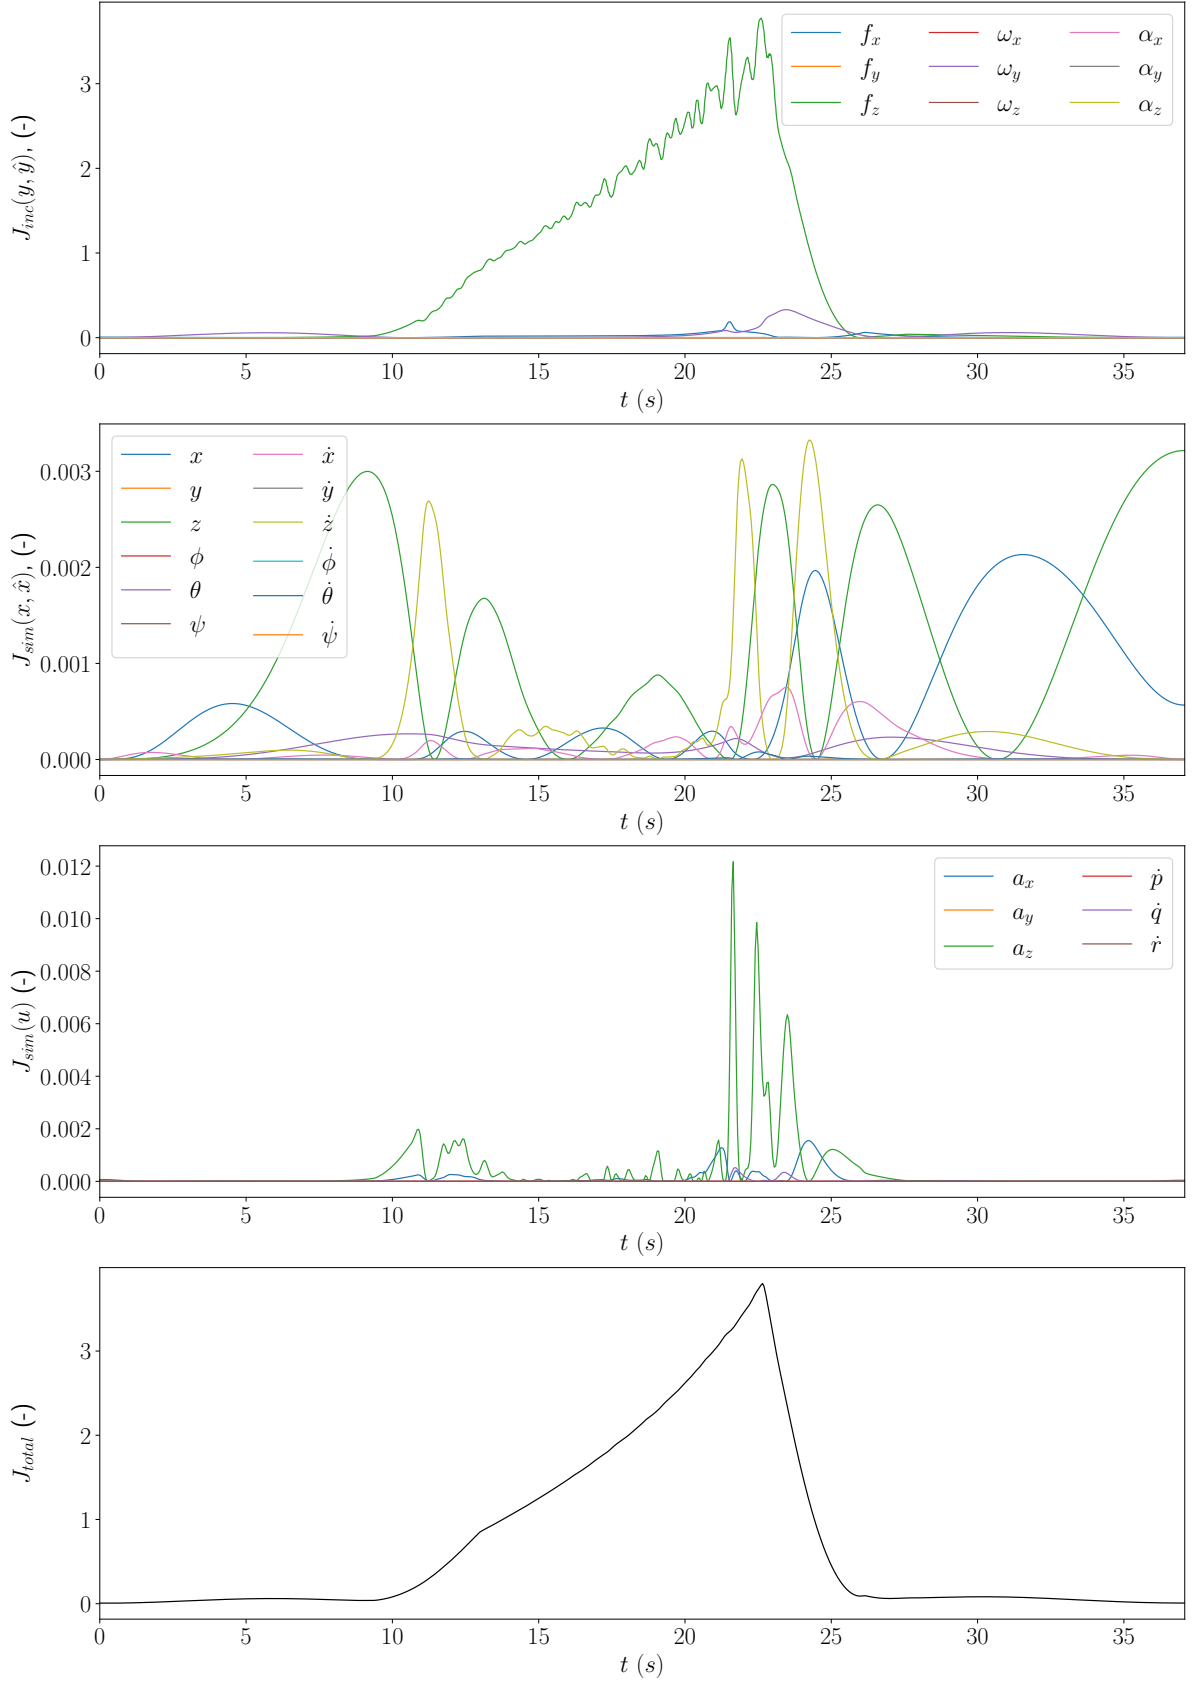 J_inc(y, ŷ), (-)
3
2
1
0
f_x ω_x α_x
f_y ω_y α_y
f_z ω_z α_z
0 5 10 15 20 25 30 35
t (s)
J_sim(x, x̂), (-)
0.003
0.002
0.001
0.000
x ẋ
y ẏ
z ż
ϕ ϕ̇
θ θ̇
ψ ψ̇
0 5 10 15 20 25 30 35
t (s)
J_sim(u) (-)
0.012
0.010
0.008
0.006
0.004
0.002
0.000
a_x ṗ
a_y q̇
a_z ṙ
0 5 10 15 20 25 30 35
t (s)
J_total (-)
3
2
1
0
0 5 10 15 20 25 30 35
t (s)